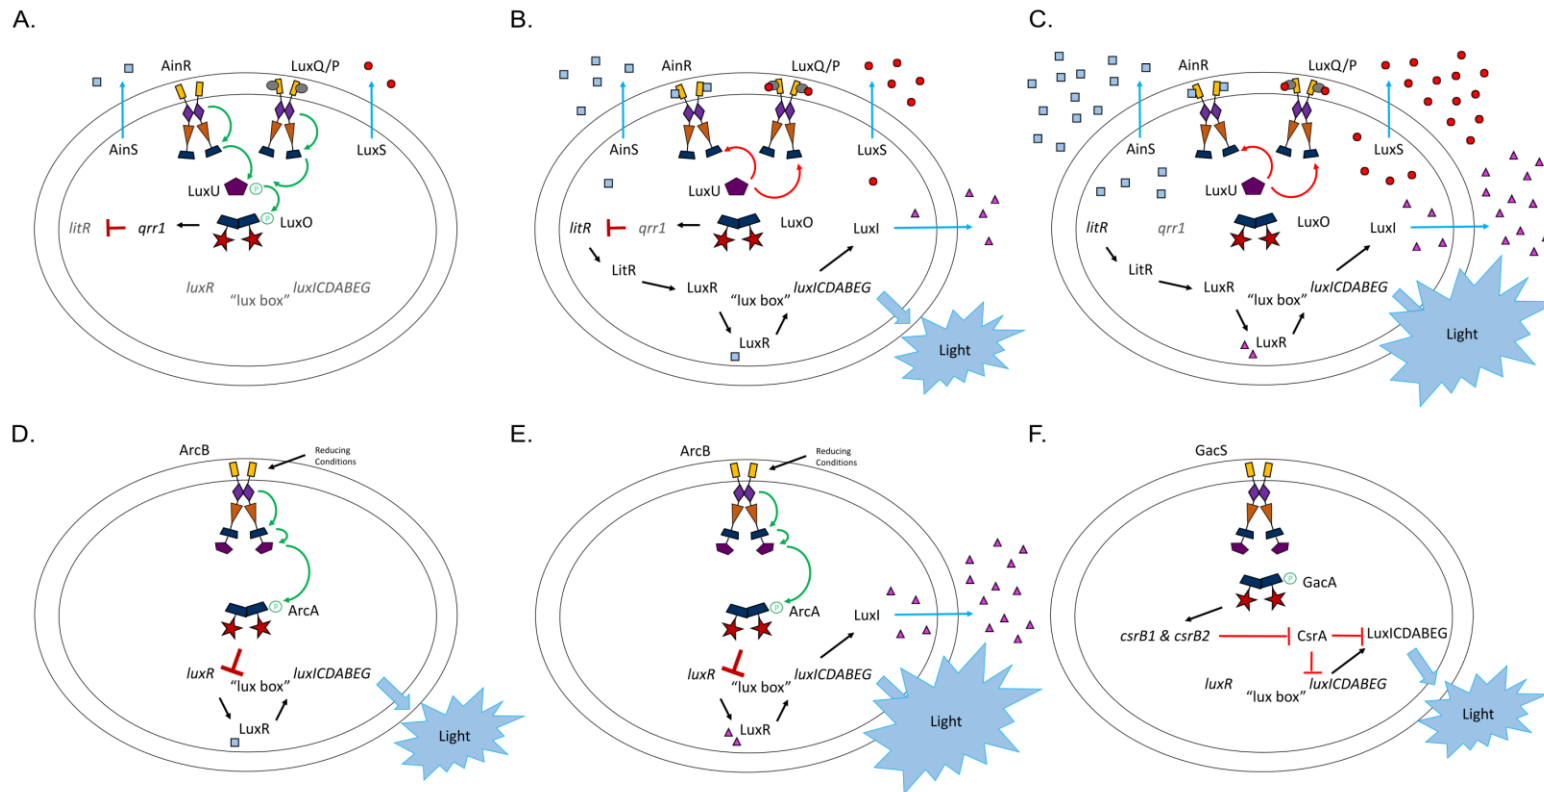 A.
AinR
LuxQ/P
AinS
LuxS
LuxU
P
P
LuxO
litR
qrr1
luxR
"lux box"
luxICDABEG
B.
AinR
LuxQ/P
AinS
LuxS
LuxU
litR
qrr1
LuxO
LuxI
LitR
LuxR
"lux box"
luxICDABEG
LuxR
Light
C.
AinR
LuxQ/P
AinS
LuxS
LuxU
litR
qrr1
LuxO
LuxI
LitR
LuxR
"lux box"
luxICDABEG
LuxR
Light
D.
ArcB
Reducing
Conditions
P
ArcA
luxR
"lux box"
luxICDABEG
LuxR
Light
E.
ArcB
Reducing
Conditions
P
ArcA
LuxI
luxR
"lux box"
luxICDABEG
LuxR
Light
F.
GacS
P
GacA
csrB1 & csrB2
CsrA
LuxICDABEG
luxR
"lux box"
luxICDABEG
Light